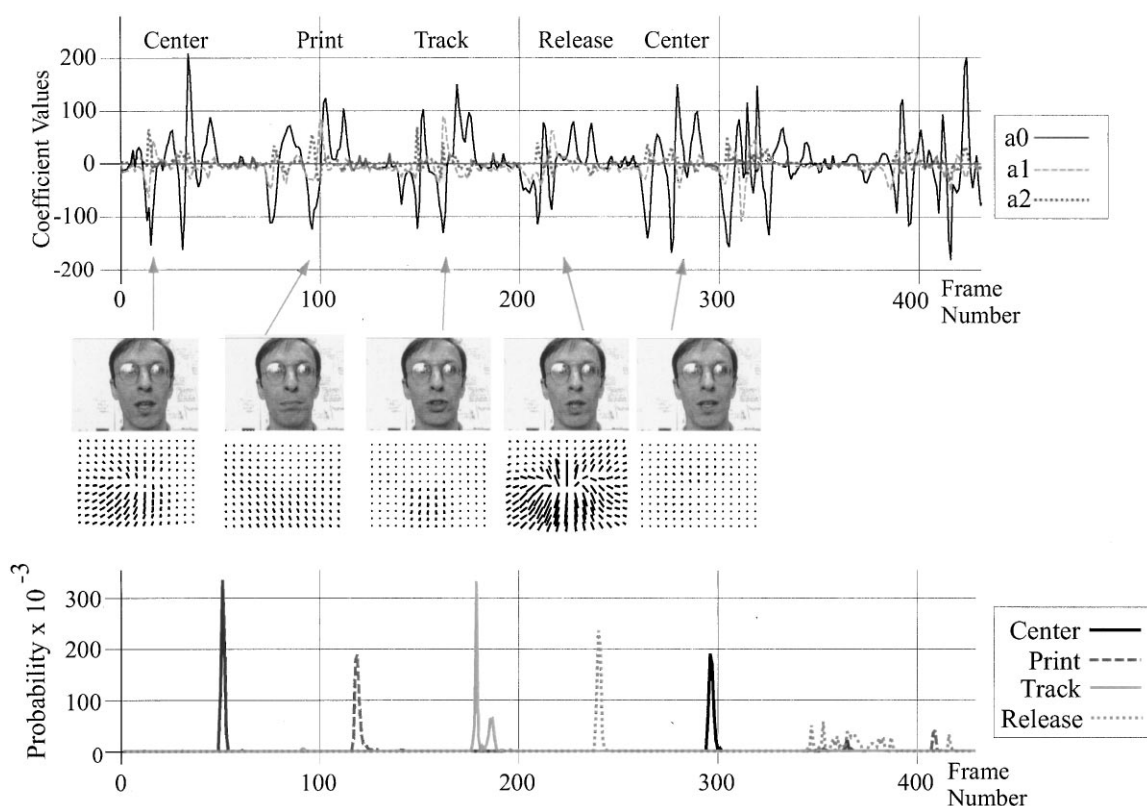 Center Print Track Release Center
200
100
0
-100
-200
Coefficient Values
a0
a1
a2
0 100 200 300 400 Frame
Number
Probability x 10 -3
300
200
100
0
Center
Print
Track
Release
0 100 200 300 400 Frame
Number